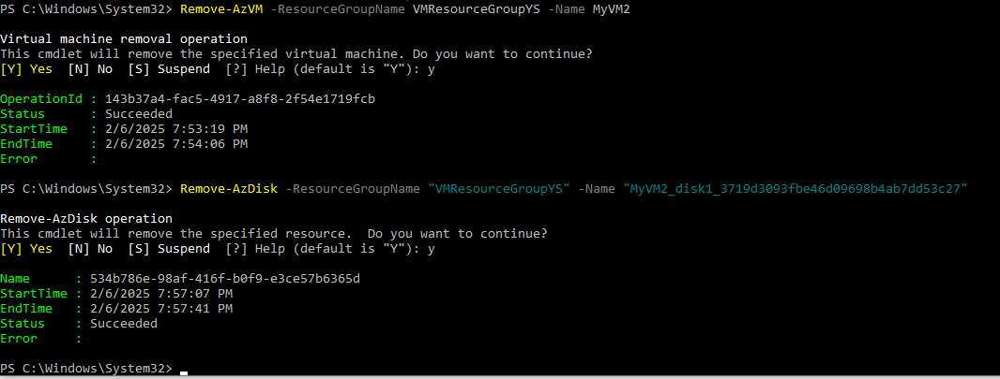 PS C:\Windows\System32> Remove-AzVM -ResourceGroupName VMResourceGroupYS -Name MyVM2
Virtual machine removal operation
This cmdlet will remove the specified virtual machine. Do you want to continue?
[Y] Yes  [N] No  [S] Suspend  [?] Help (default is "Y"): y
OperationId : 143b37a4-fac5-4917-a8f8-2f54e1719fcb
Status      : Succeeded
StartTime   : 2/6/2025 7:53:19 PM
EndTime     : 2/6/2025 7:54:06 PM
Error       :
PS C:\Windows\System32> Remove-AzDisk -ResourceGroupName "VMResourceGroupYS" -Name "MyVM2_disk1_3719d3093fbe46d09698b4ab7dd53c27"
Remove-AzDisk operation
This cmdlet will remove the specified resource.  Do you want to continue?
[Y] Yes  [N] No  [S] Suspend  [?] Help (default is "Y"): y
Name      : 534b786e-98af-416f-b0f9-e3ce57b6365d
StartTime : 2/6/2025 7:57:07 PM
EndTime   : 2/6/2025 7:57:41 PM
Status    : Succeeded
Error     :
PS C:\Windows\System32>